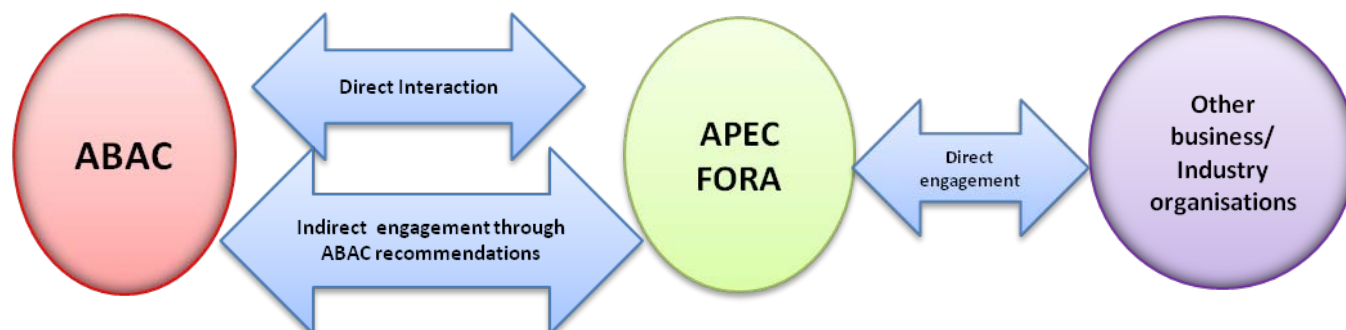 ABAC
Direct Interaction
Indirect engagement through
ABAC recommendations
APEC
FORA
Direct
engagement
Other
business/
Industry
organisations